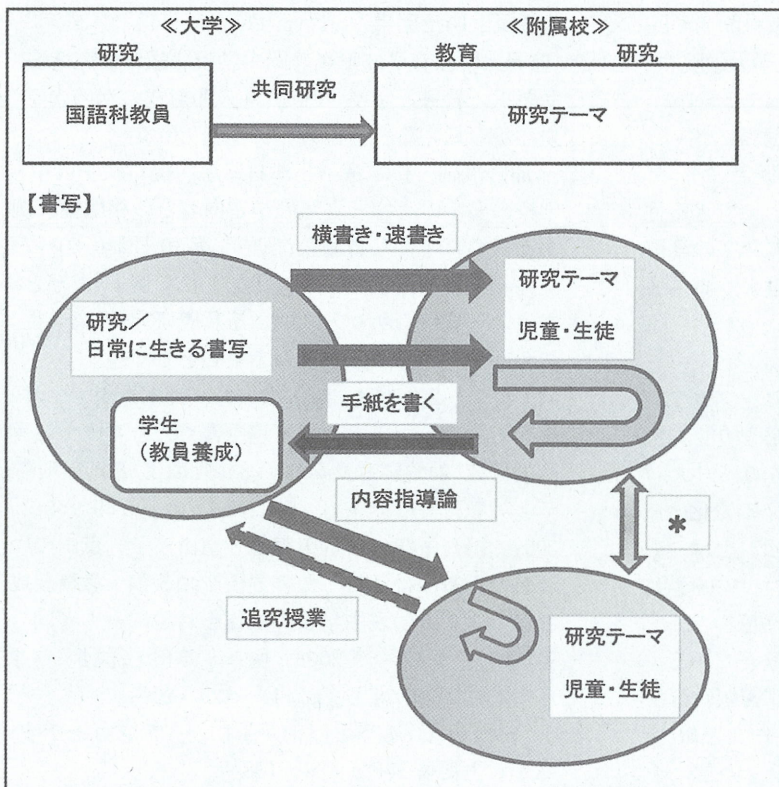 ≪大学≫ ≪附属校≫
研究 教育 研究
国語科教員
共同研究
研究テーマ
【書写】
横書き・速書き
研究テーマ
児童・生徒
研究／
日常に生きる書写
手紙を書く
学生
（教員養成）
内容指導論
＊
追究授業
研究テーマ
児童・生徒